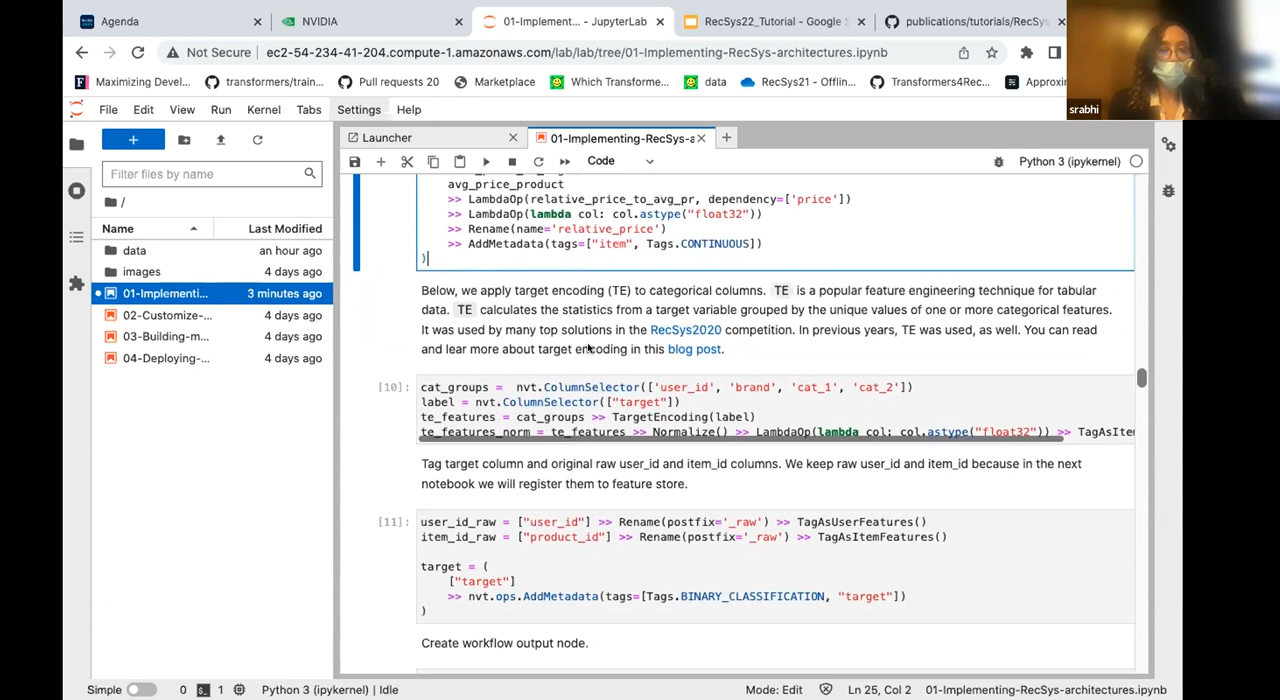 Agenda
NVIDIA
01-Implement... - JupyterLab
RecSys22_Tutorial - Google S
publications/tutorials/RecSys
Not Secure | ec2-54-234-41-204.compute-1.amazonaws.com/lab/lab/tree/01-Implementing-RecSys-architectures.ipynb
Maximizing Devel...
transformers/train...
Pull requests 20
Marketplace
Which Transforme...
data
RecSys21 – Offlin...
Transformers4Rec...
Approxin
srabhi
File Edit View Run Kernel Tabs Settings Help
Launcher
01-Implementing-RecSys-a
Code
Python 3 (ipykernel)
Filter files by name
/
Name Last Modified
data an hour ago
images 4 days ago
01-Implementi... 3 minutes ago
02-Customize-... 4 days ago
03-Building-m... 4 days ago
04-Deploying-... 4 days ago
avg_price_product
>> LambdaOp(relative_price_to_avg_pr, dependency=['price'])
>> LambdaOp(lambda col: col.astype("float32"))
>> Rename(name='relative_price')
>> AddMetadata(tags=["item", Tags.CONTINUOUS])
)
Below, we apply target encoding (TE) to categorical columns. TE is a popular feature engineering technique for tabular
data. TE calculates the statistics from a target variable grouped by the unique values of one or more categorical features.
It was used by many top solutions in the RecSys2020 competition. In previous years, TE was used, as well. You can read
and lear more about target encoding in this blog post.
[10]: cat_groups = nvt.ColumnSelector(['user_id', 'brand', 'cat_1', 'cat_2'])
label = nvt.ColumnSelector(["target"])
te_features = cat_groups >> TargetEncoding(label)
te_features_norm = te_features >> Normalize() >> LambdaOp(lambda col: col.astype("float32")) >> TagAsItem
Tag target column and original raw user_id and item_id columns. We keep raw user_id and item_id because in the next
notebook we will register them to feature store.
[11]: user_id_raw = ["user_id"] >> Rename(postfix='_raw') >> TagAsUserFeatures()
item_id_raw = ["product_id"] >> Rename(postfix='_raw') >> TagAsItemFeatures()
target = (
["target"]
>> nvt.ops.AddMetadata(tags=[Tags.BINARY_CLASSIFICATION, "target"])
)
Create workflow output node.
Simple 0 1 Python 3 (ipykernel) | Idle Mode: Edit Ln 25, Col 2 01-Implementing-RecSys-architectures.ipynb